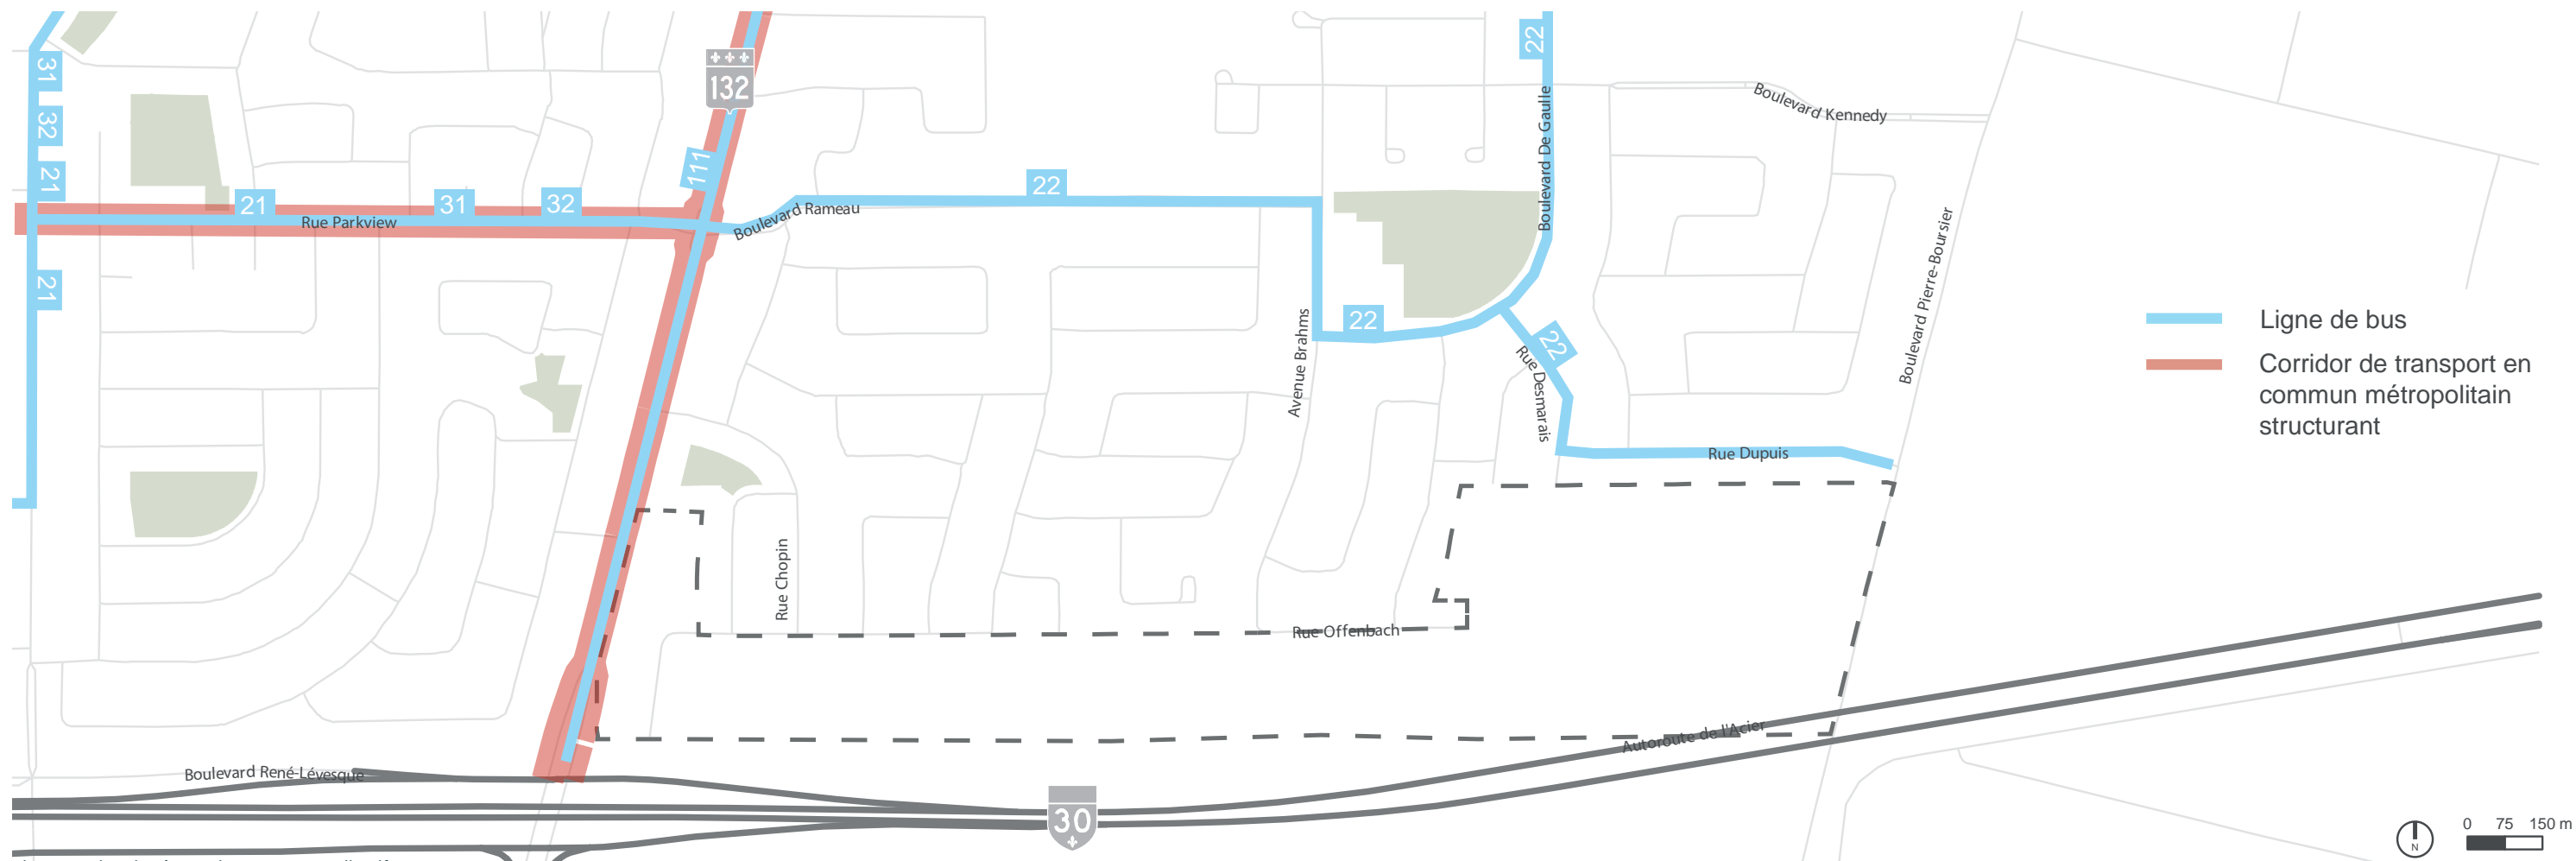 31
32
21
21
21
31
32
Rue Parkview
132
111
Boulevard Rameau
22
22
Boulevard De Gaulle
Boulevard Kennedy
Boulevard Pierre-Boursier
Avenue Brahms
22
22
Rue Desmarais
Rue Dupuis
Rue Chopin
Rue Offenbach
Autoroute de l'Acier
Boulevard René-Lévesque
30
Ligne de bus
Corridor de transport en
commun métropolitain
structurant
N
0 75 150 m